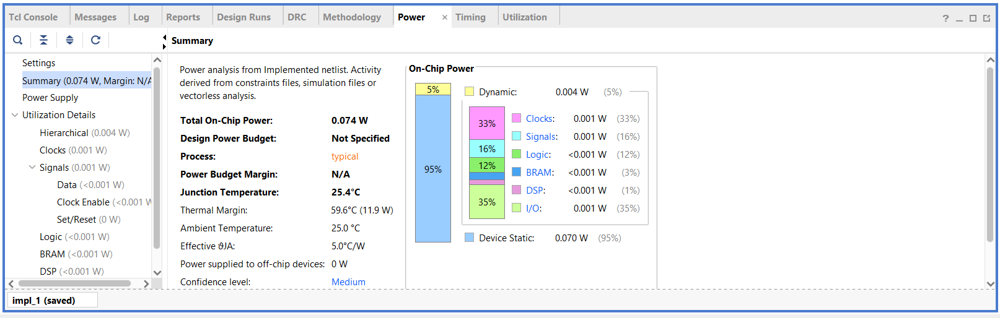 Tcl Console Messages Log Reports Design Runs DRC Methodology Power × Timing Utilization ?
Summary
Settings
Summary (0.074 W, Margin: N/A
Power Supply
Utilization Details
Hierarchical (0.004 W)
Clocks (0.001 W)
Signals (0.001 W)
Data (<0.001 W)
Clock Enable (<0.001 W
Set/Reset (0 W)
Logic (<0.001 W)
BRAM (<0.001 W)
DSP (<0.001 W)
Power analysis from Implemented netlist. Activity
derived from constraints files, simulation files or
vectorless analysis.
Total On-Chip Power: 0.074 W
Design Power Budget: Not Specified
Process: typical
Power Budget Margin: N/A
Junction Temperature: 25.4°C
Thermal Margin: 59.6°C (11.9 W)
Ambient Temperature: 25.0 °C
Effective ϑJA: 5.0°C/W
Power supplied to off-chip devices: 0 W
Confidence level: Medium
On-Chip Power
5%
95%
Dynamic: 0.004 W (5%)
33%
16%
12%
35%
Clocks: 0.001 W (33%)
Signals: 0.001 W (16%)
Logic: <0.001 W (12%)
BRAM: <0.001 W (3%)
DSP: <0.001 W (1%)
I/O: 0.001 W (35%)
Device Static: 0.070 W (95%)
impl_1 (saved)